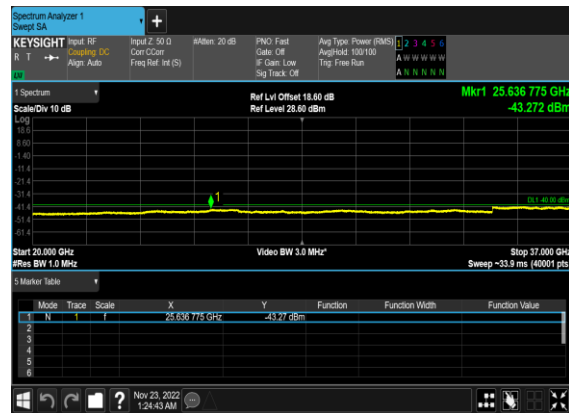 Spectrum Analyzer 1
Swept SA
+
KEYSIGHT Input: RF Input Z: 50 Ω #Atten: 20 dB PNO: Fast Avg Type: Power (RMS) 1 2 3 4 5 6
R T Coupling: DC Corr CCorr Gate: Off Avg|Hold: 100/100 A W W W W W
Align: Auto Freq Ref: Int (S) IF Gain: Low Trig: Free Run
LW Sig Track: Off A N N N N N
1 Spectrum Ref Lvl Offset 18.60 dB Mkr1 25.636 775 GHz
Scale/Div 10 dB Ref Level 28.60 dBm -43.272 dBm
Log
18.6
8.60
-1.40
-11.4
-21.4
-31.4
1
DL1 -40.00 dBm
-41.4
-51.4
-61.4
Start 20.000 GHz Video BW 3.0 MHz* Stop 37.000 GHz
#Res BW 1.0 MHz Sweep ~33.9 ms (40001 pts)
5 Marker Table
Mode Trace Scale X Y Function Function Width Function Value
1 N 1 f 25.636 775 GHz -43.27 dBm
2
3
4
5
6
? Nov 23, 2022
1:24:43 AM